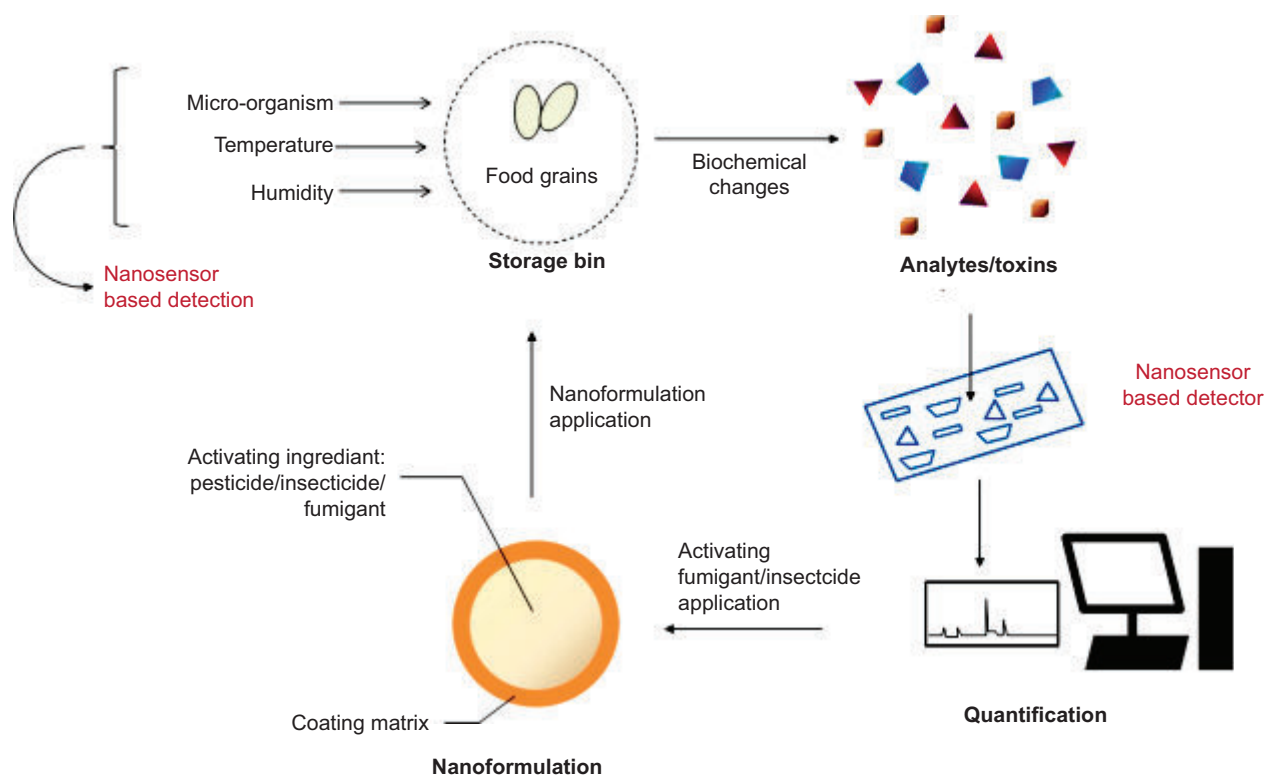 Micro-organism
Temperature
Humidity
Food grains
Storage bin
Biochemical
changes
Analytes/toxins
Nanosensor
based detection
Nanosensor
based detector
Nanoformulation
application
Activating ingrediant:
pesticide/insecticide/
fumigant
Activating
fumigant/insectcide
application
Coating matrix
Nanoformulation
Quantification